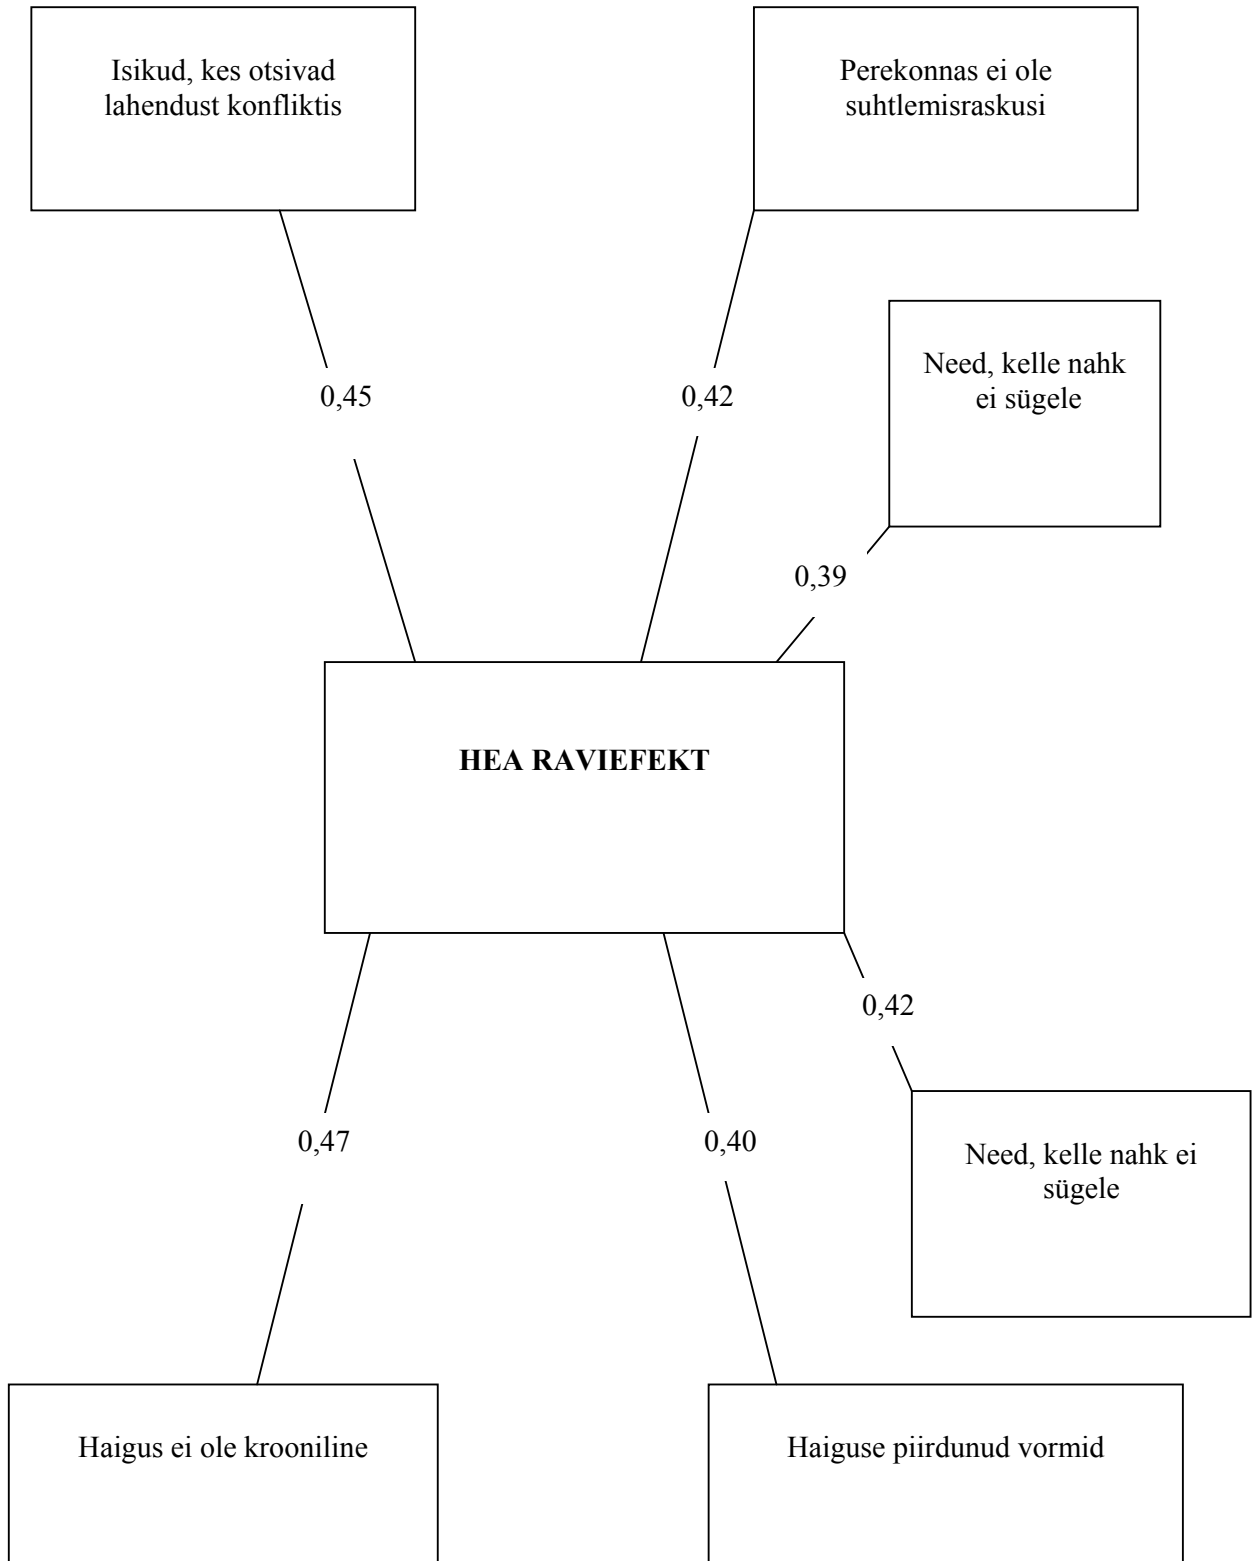 Isikud, kes otsivad
lahendust konfliktis
Perekonnas ei ole
suhtlemisraskusi
Need, kelle nahk
ei sügele
0,45
0,42
0,39
HEA RAVIEFEKT
0,42
0,47
0,40
Need, kelle nahk ei
sügele
Haigus ei ole krooniline
Haiguse piirdunud vormid